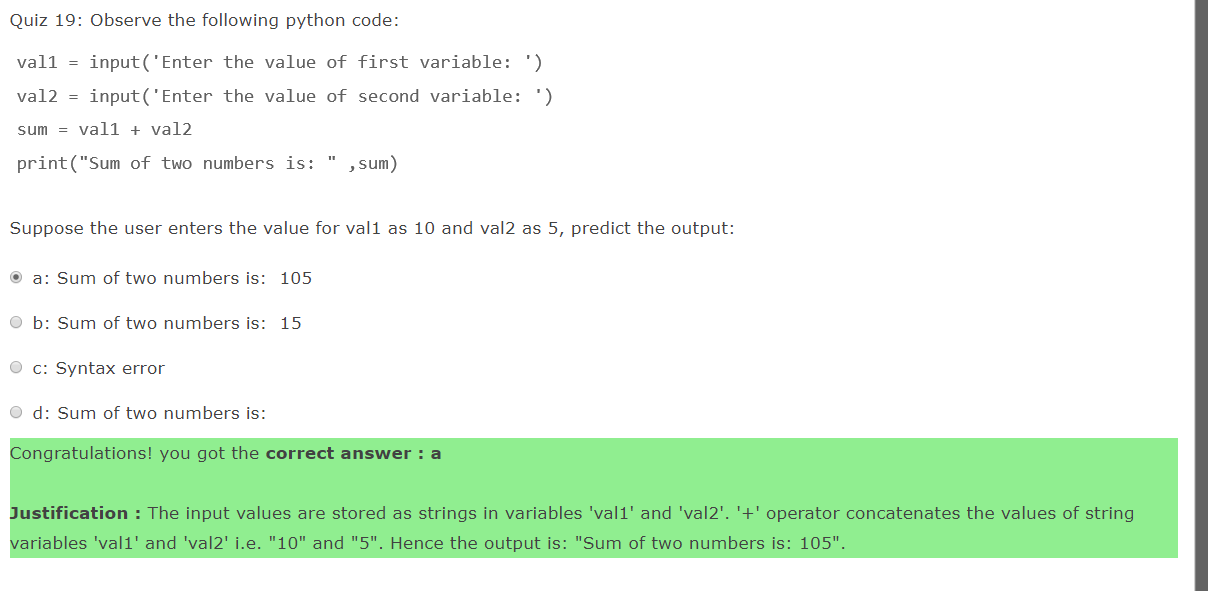 Quiz 19: Observe the following python code:
val1 = input('Enter the value of first variable: ')
val2 = input('Enter the value of second variable: ')
sum = val1 + val2
print("Sum of two numbers is: " ,sum)
Suppose the user enters the value for val1 as 10 and val2 as 5, predict the output:
a: Sum of two numbers is:  105
b: Sum of two numbers is:  15
c: Syntax error
d: Sum of two numbers is:
Congratulations! you got the correct answer : a
Justification : The input values are stored as strings in variables 'val1' and 'val2'. '+' operator concatenates the values of string
variables 'val1' and 'val2' i.e. "10" and "5". Hence the output is: "Sum of two numbers is: 105".